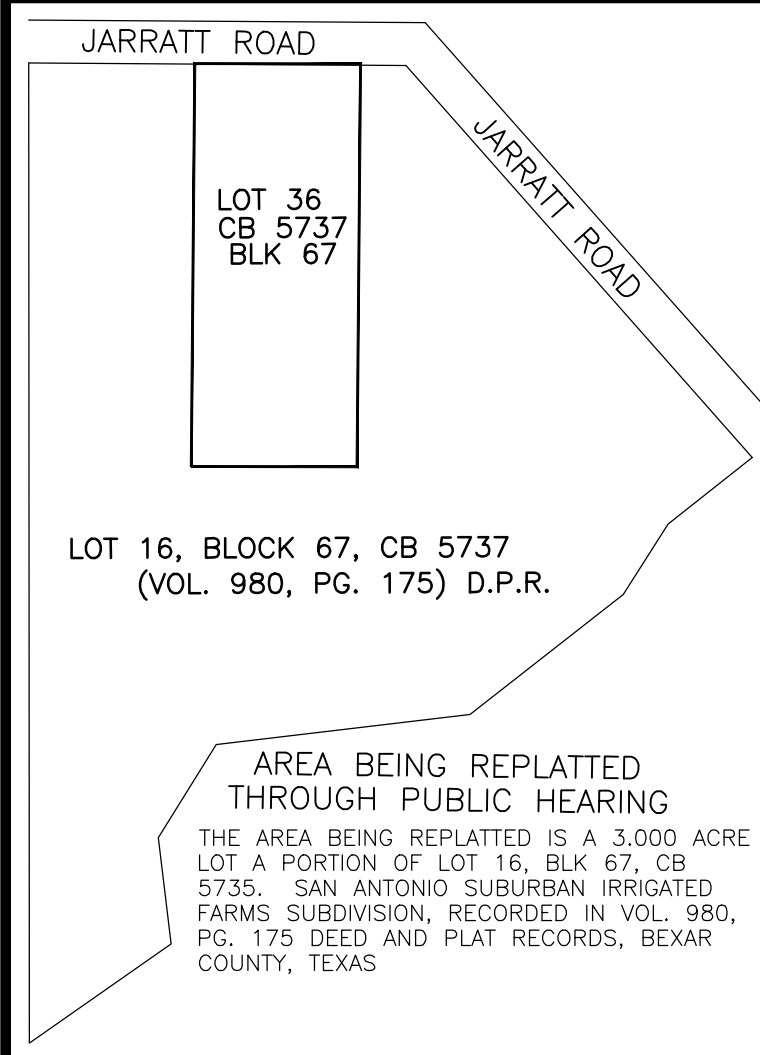 JARRATT ROAD
JARRATT ROAD
LOT 36
CB 5737
BLK 67
LOT 16, BLOCK 67, CB 5737
(VOL. 980, PG. 175) D.P.R.
AREA BEING REPLATTED
THROUGH PUBLIC HEARING
THE AREA BEING REPLATTED IS A 3.000 ACRE
LOT A PORTION OF LOT 16, BLK 67, CB
5735. SAN ANTONIO SUBURBAN IRRIGATED
FARMS SUBDIVISION, RECORDED IN VOL. 980,
PG. 175 DEED AND PLAT RECORDS, BEXAR
COUNTY, TEXAS